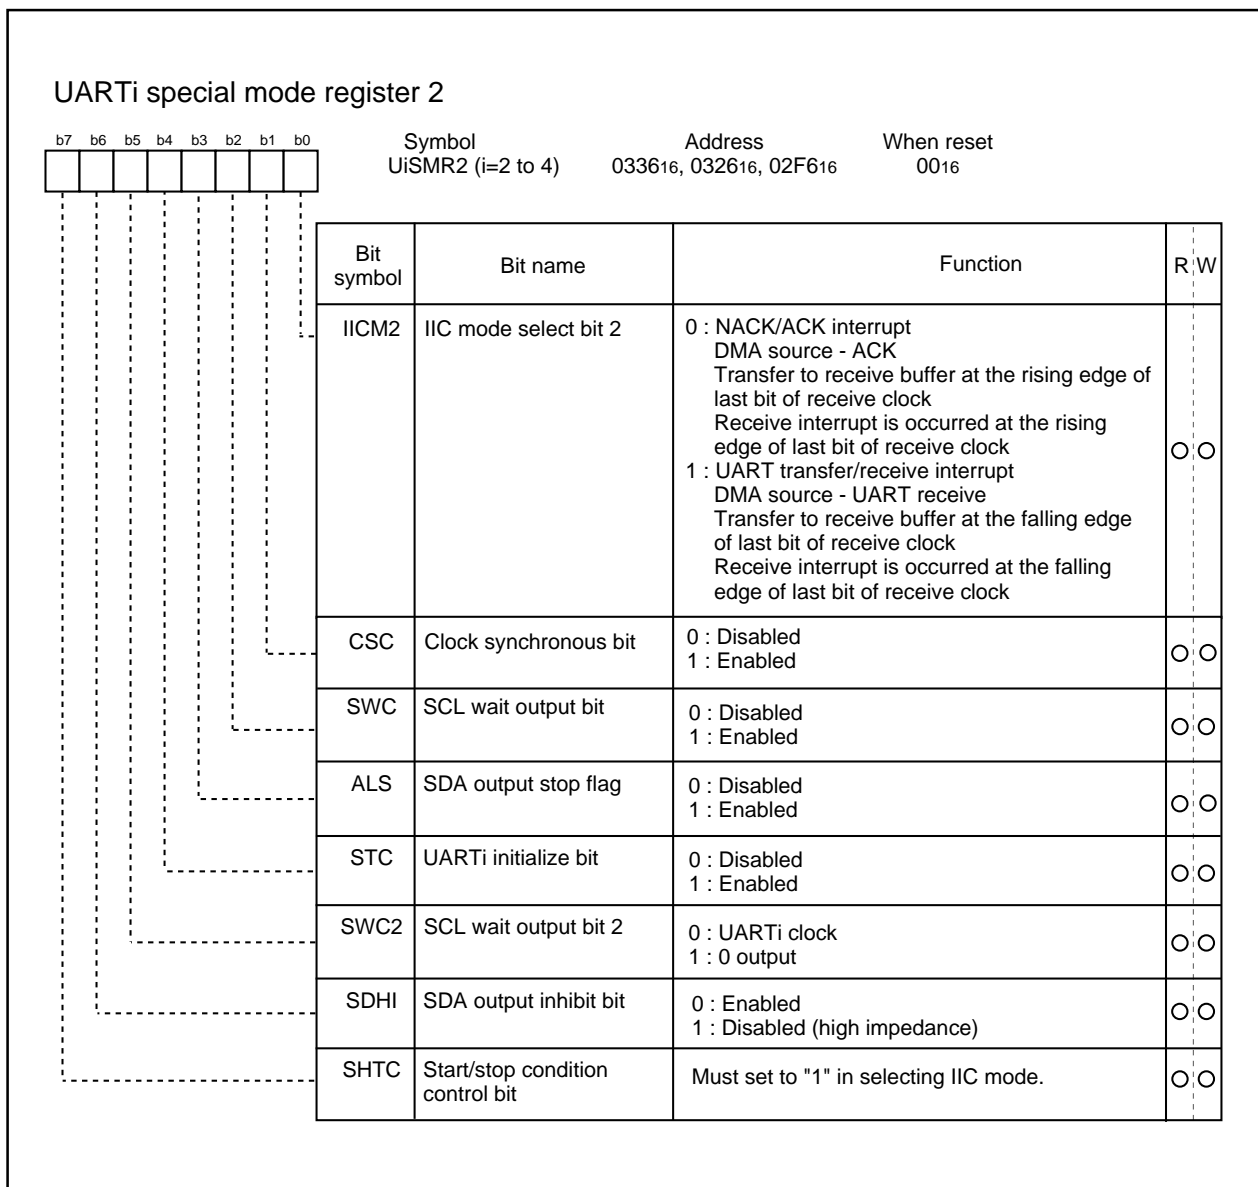 UARTi special mode register 2
b7 b6 b5 b4 b3 b2 b1 b0
Symbol Address When reset
UiSMR2 (i=2 to 4) 033616, 032616, 02F616 0016
Bit symbol Bit name Function R W
IICM2 IIC mode select bit 2 0 : NACK/ACK interrupt
DMA source - ACK
Transfer to receive buffer at the rising edge of
last bit of receive clock
Receive interrupt is occurred at the rising
edge of last bit of receive clock
1 : UART transfer/receive interrupt
DMA source - UART receive
Transfer to receive buffer at the falling edge
of last bit of receive clock
Receive interrupt is occurred at the falling
edge of last bit of receive clock
CSC Clock synchronous bit 0 : Disabled
1 : Enabled
SWC SCL wait output bit 0 : Disabled
1 : Enabled
ALS SDA output stop flag 0 : Disabled
1 : Enabled
STC UARTi initialize bit 0 : Disabled
1 : Enabled
SWC2 SCL wait output bit 2 0 : UARTi clock
1 : 0 output
SDHI SDA output inhibit bit 0 : Enabled
1 : Disabled (high impedance)
SHTC Start/stop condition
control bit Must set to "1" in selecting IIC mode.